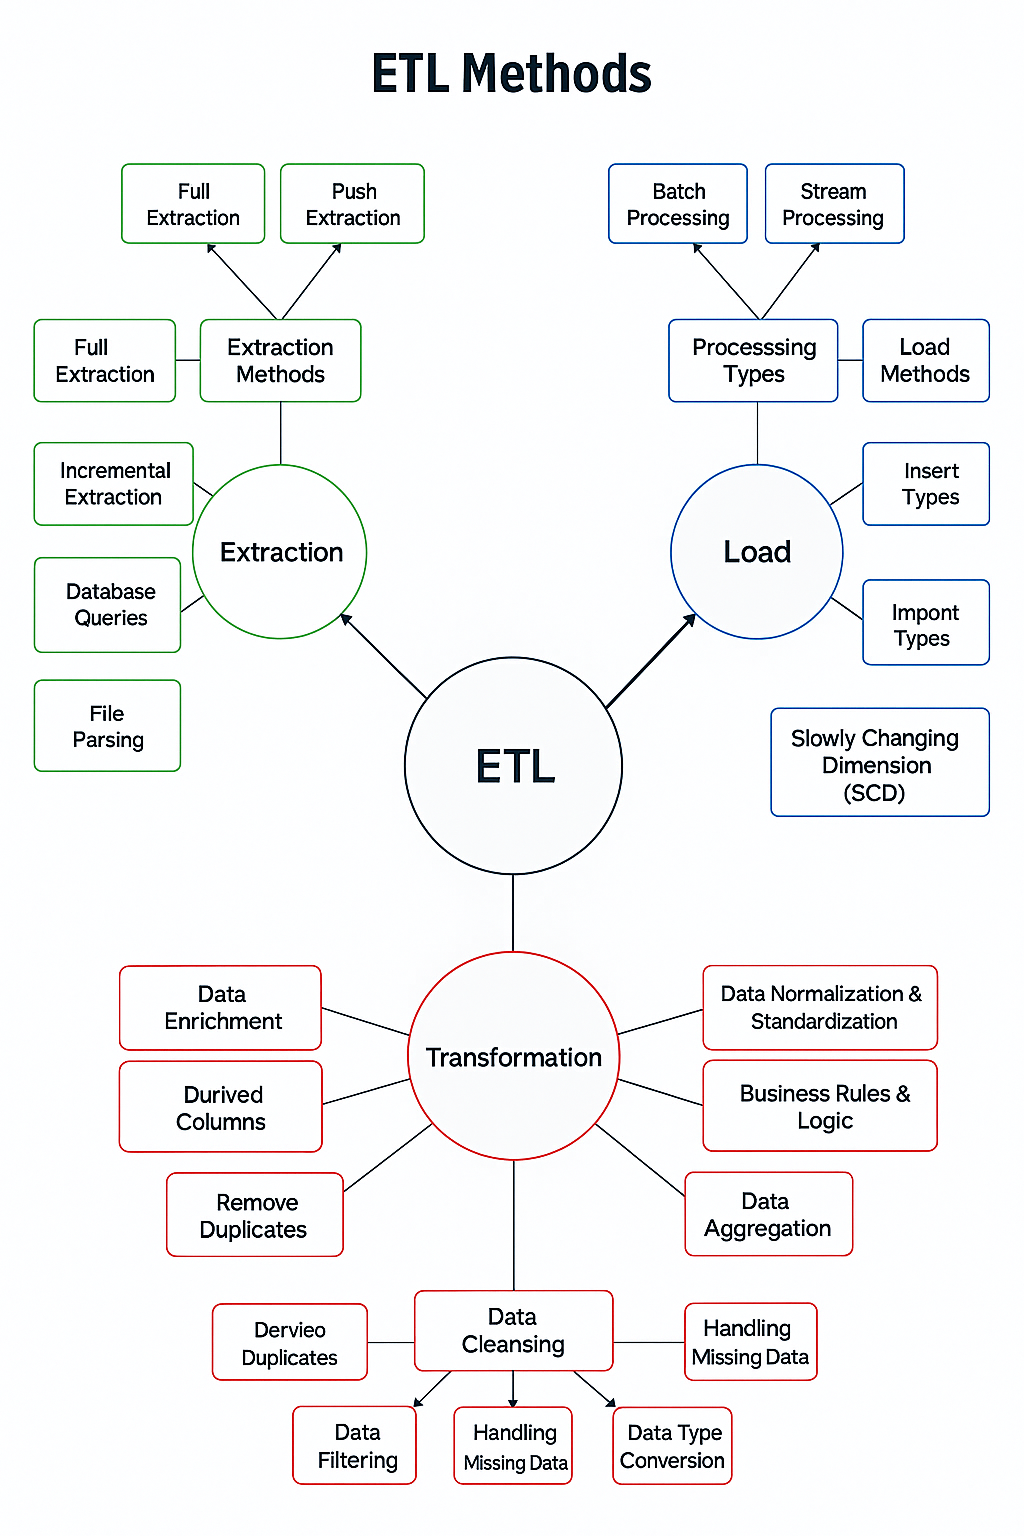 ETL Methods
Full
Extraction
Push
Extraction
Batch
Processing
Stream
Processing
Full
Extraction
Extraction
Methods
Processsing
Types
Load
Methods
Incremental
Extraction
Insert
Types
Extraction
Load
Database
Queries
Impont
Types
File
Parsing
Slowly Changing
Dimension
(SCD)
ETL
Data
Enrichment
Data Normalization &
Standardization
Transformation
Durived
Columns
Business Rules &
Logic
Remove
Duplicates
Data
Aggregation
Data
Cleansing
Dervieo
Duplicates
Handling
Missing Data
Data
Filtering
Handling
Missing Data
Data Type
Conversion